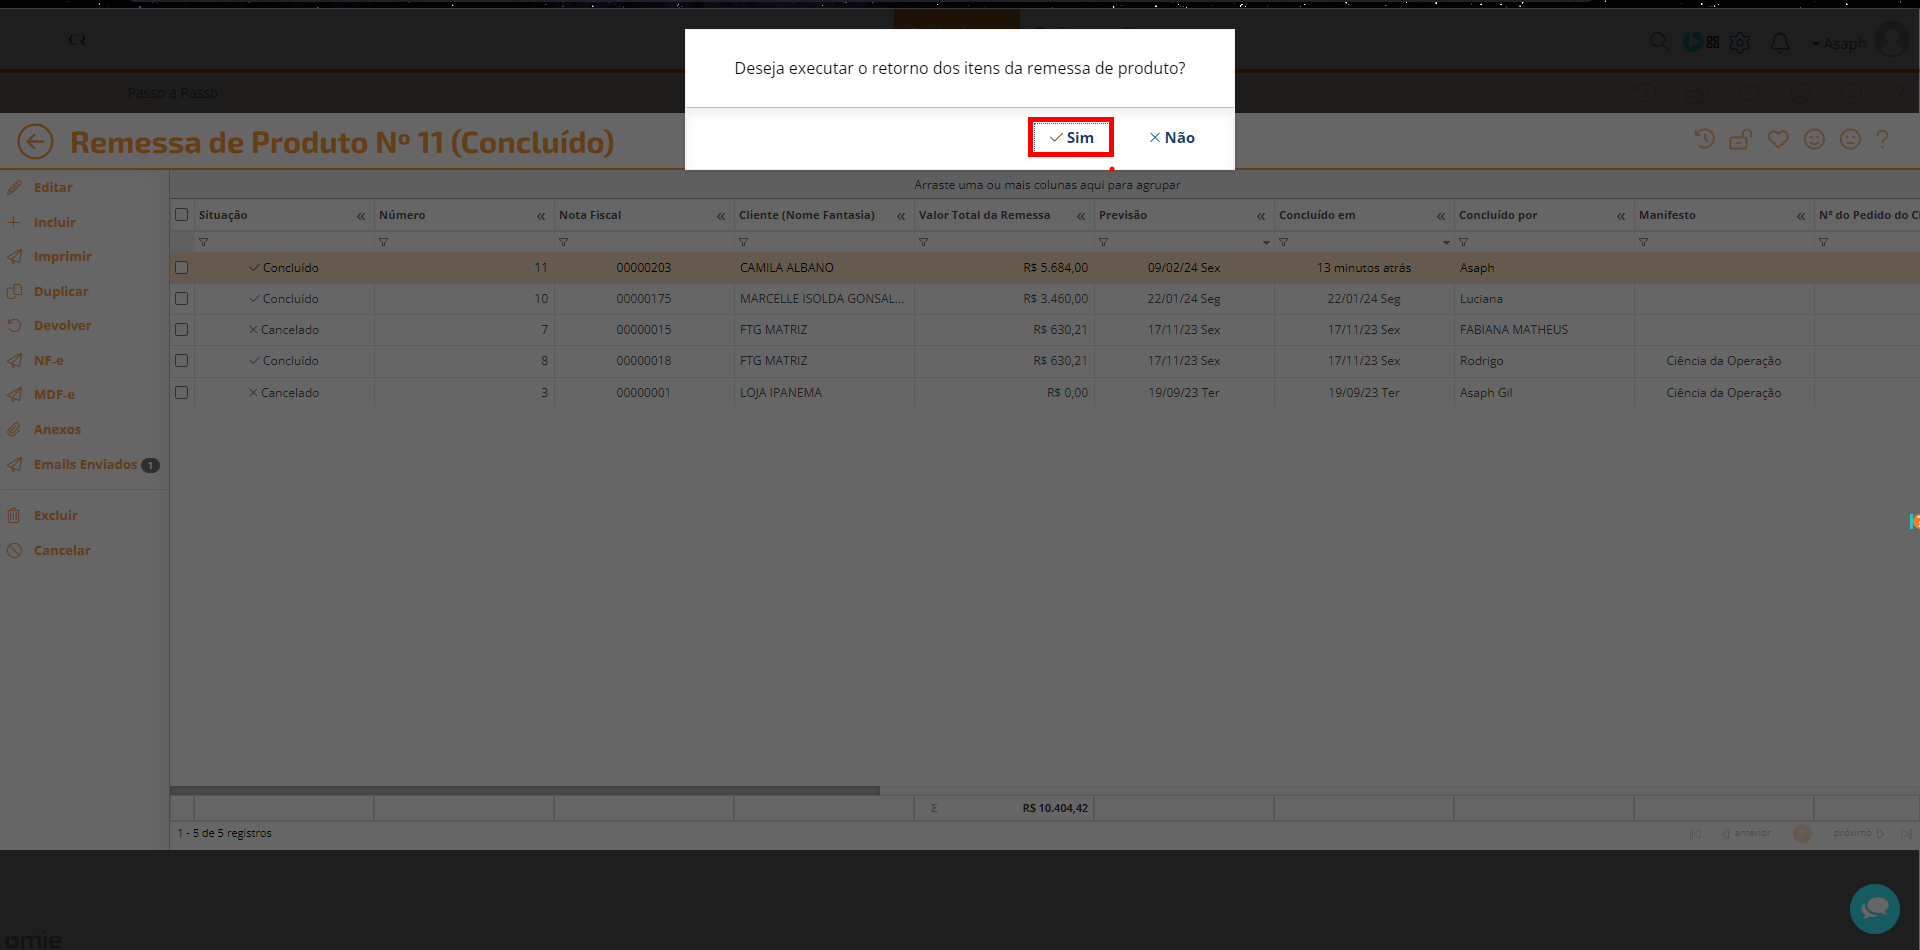 Deseja executar o retorno dos itens da remessa de produto?
Sim
Não
CR
Asaph
Passo a Passo
Remessa de Produto Nº 11 (Concluído)
Editar
Incluir
Imprimir
Duplicar
Devolver
NF-e
MDF-e
Anexos
Emails Enviados 1
Excluir
Cancelar
Arraste uma ou mais colunas aqui para agrupar
Situação Número Nota Fiscal Cliente (Nome Fantasia) Valor Total da Remessa Previsão Concluído em Concluído por Manifesto Nº do Pedido do Cl
Concluído 11 00000203 CAMILA ALBANO R$ 5.684,00 09/02/24 Sex 13 minutos atrás Asaph
Concluído 10 00000175 MARCELLE ISOLDA GONSAL... R$ 3.460,00 22/01/24 Seg 22/01/24 Seg Luciana
Cancelado 7 00000015 FTG MATRIZ R$ 630,21 17/11/23 Sex 17/11/23 Sex FABIANA MATHEUS
Concluído 8 00000018 FTG MATRIZ R$ 630,21 17/11/23 Sex 17/11/23 Sex Rodrigo Ciência da Operação
Cancelado 3 00000001 LOJA IPANEMA R$ 0,00 19/09/23 Ter 19/09/23 Ter Asaph Gil Ciência da Operação
Σ R$ 10.404,42
1 - 5 de 5 registros
anterior 1 próximo
omie